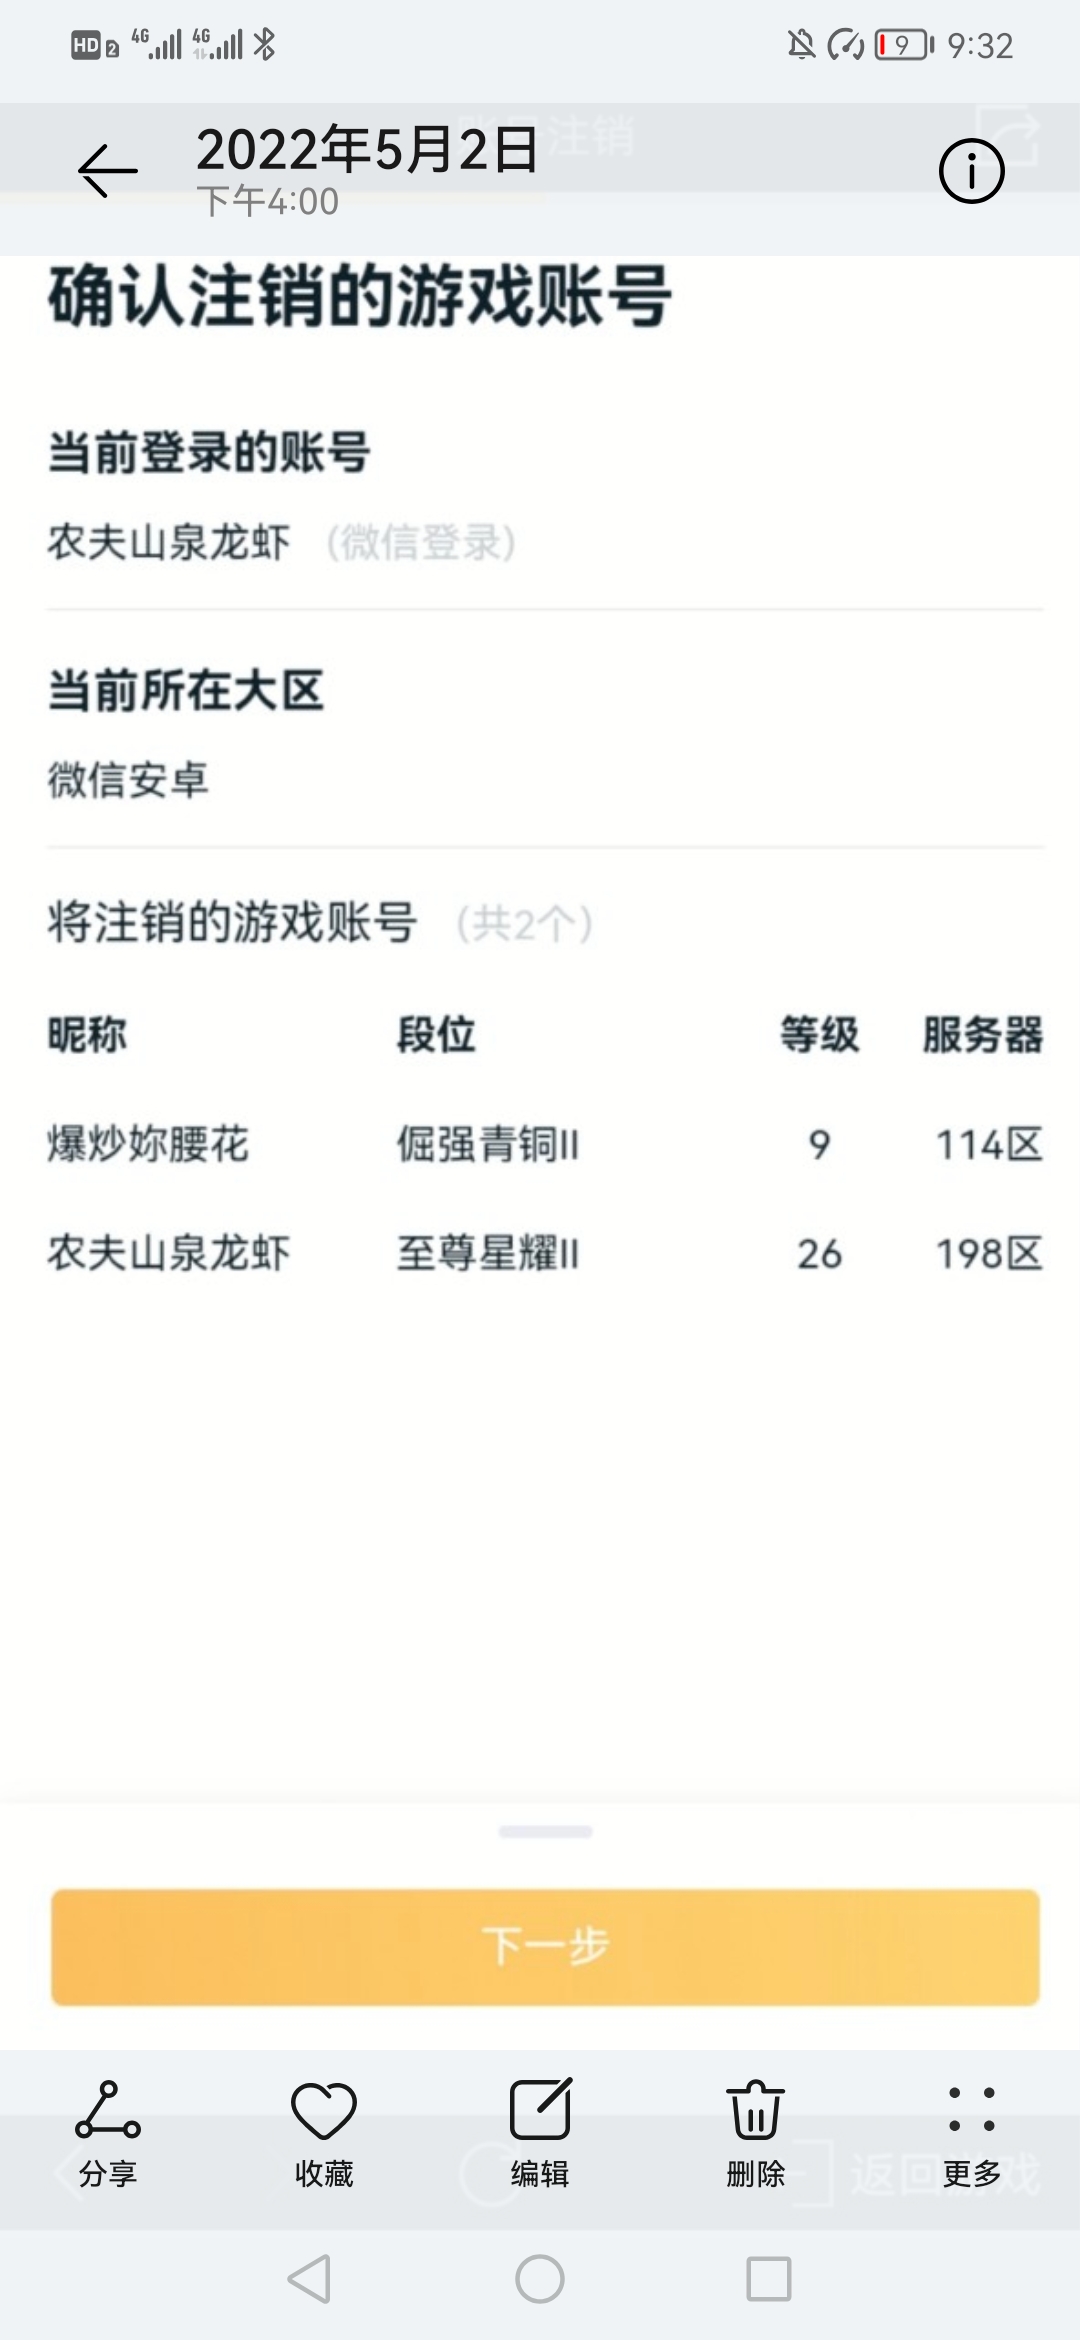 HD 2 4G 4G 9 9:32
账号注销
2022年5月2日
下午4:00
确认注销的游戏账号
当前登录的账号
农夫山泉龙虾 (微信登录)
当前所在大区
微信安卓
将注销的游戏账号 (共2个)
昵称 段位 等级 服务器
爆炒妳腰花 倔强青铜II 9 114区
农夫山泉龙虾 至尊星耀II 26 198区
下一步
返回游戏
分享 收藏 编辑 删除 更多